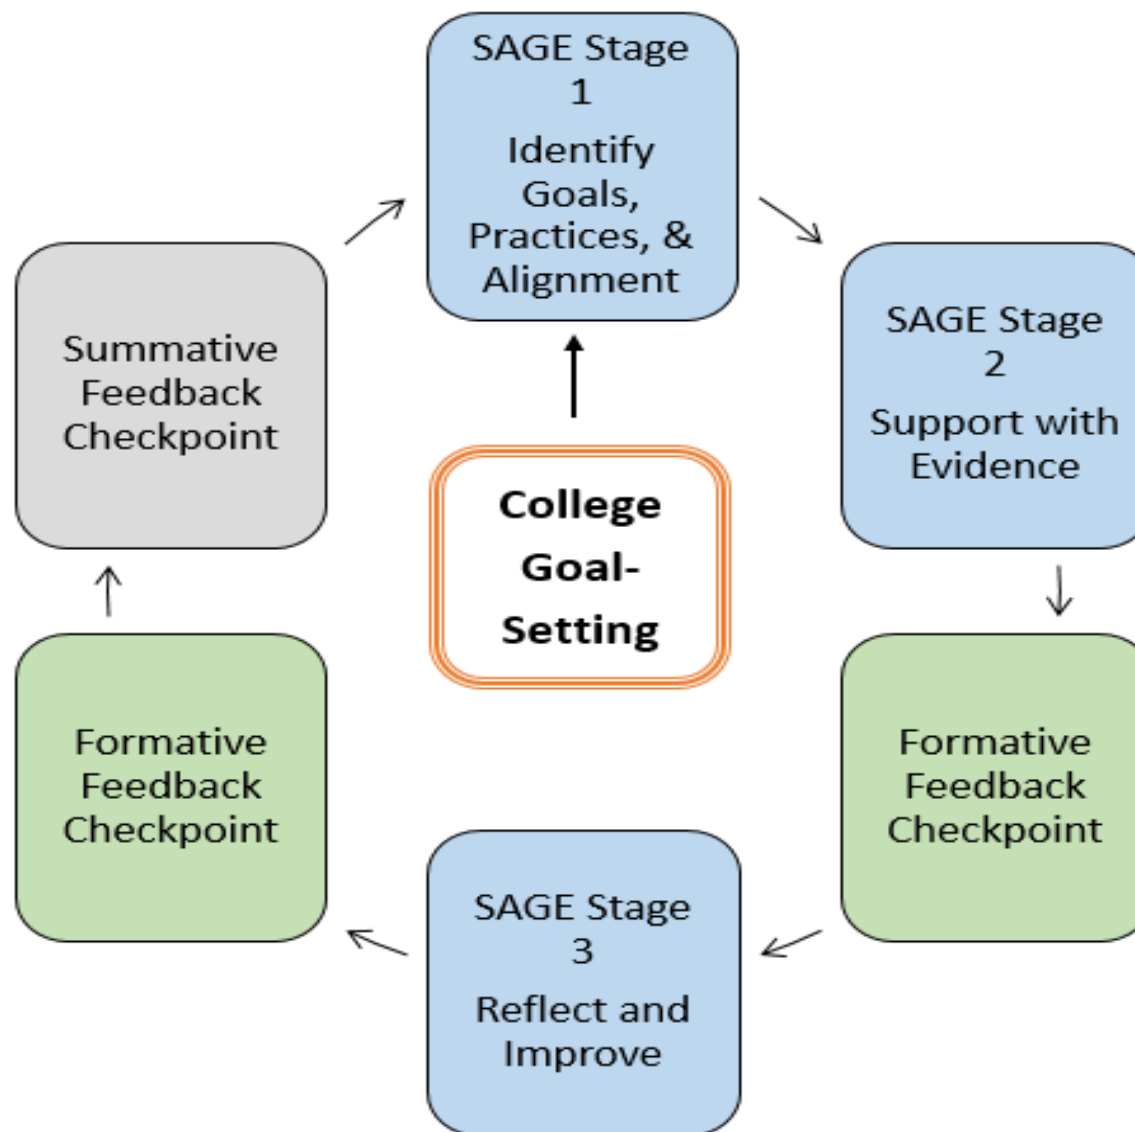 SAGE Stage
1
Identify
Goals,
Practices, &
Alignment
SAGE Stage
2
Support with
Evidence
Formative
Feedback
Checkpoint
SAGE Stage
3
Reflect and
Improve
Formative
Feedback
Checkpoint
Summative
Feedback
Checkpoint
College
Goal-
Setting